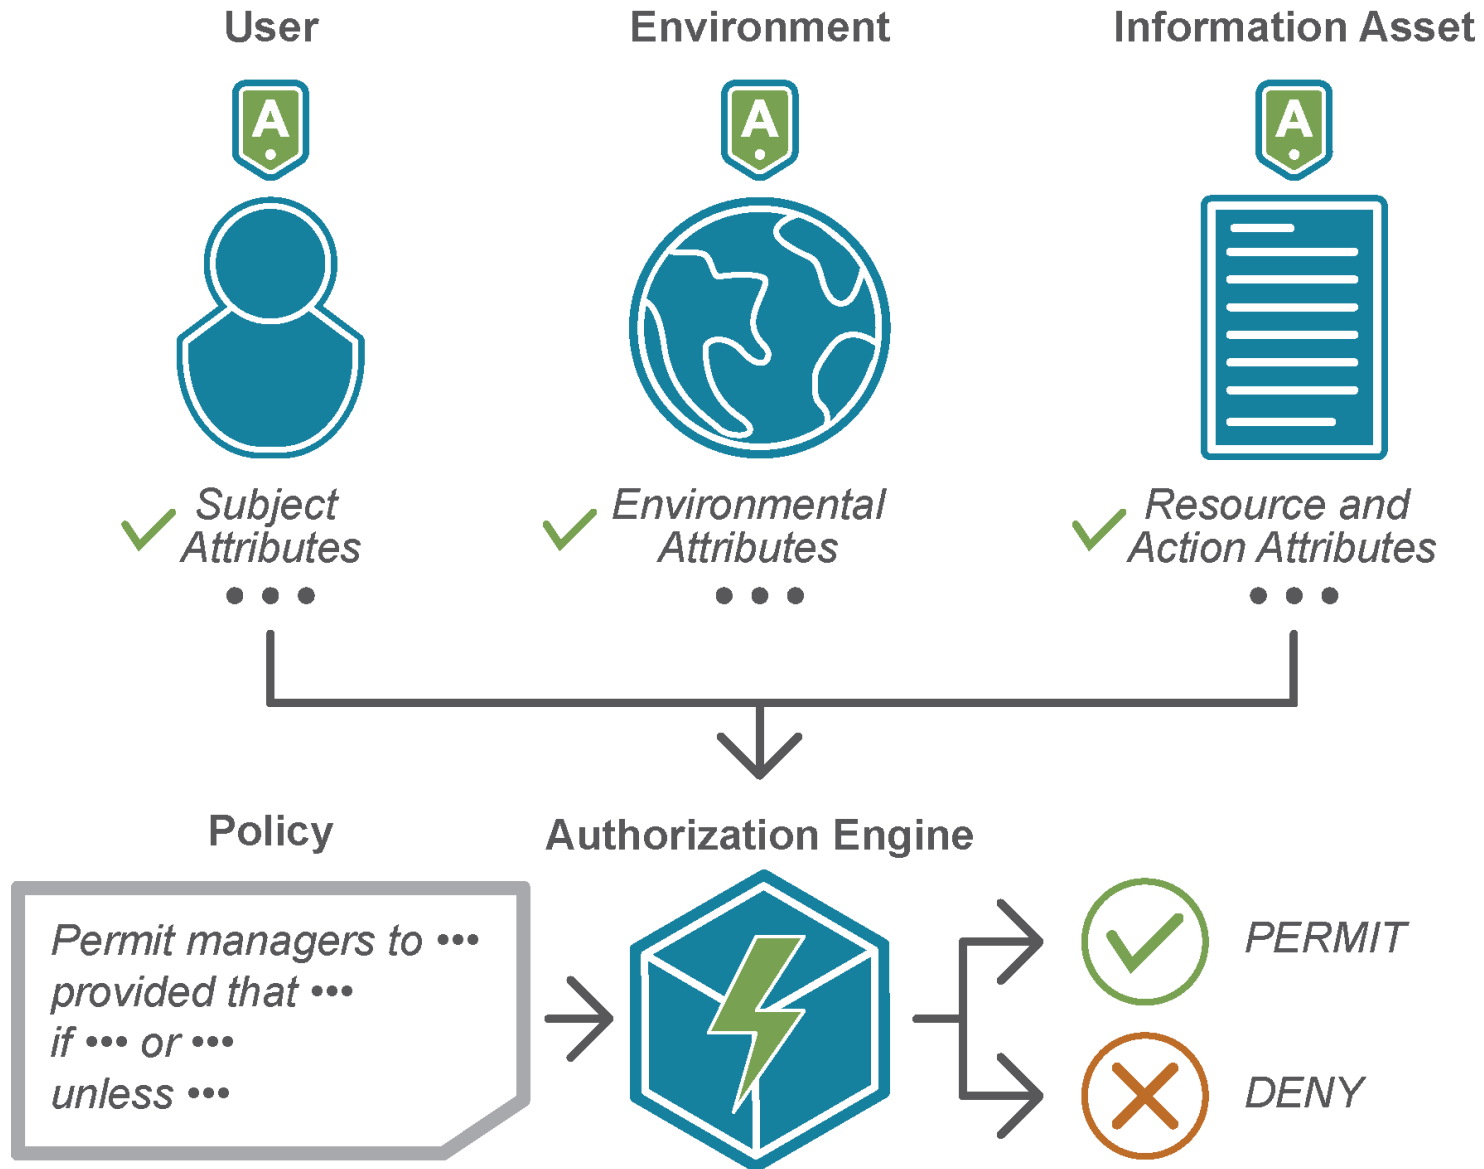 User
Environment
Information Asset
A
A
A
Subject
Attributes
Environmental
Attributes
Resource and
Action Attributes
Policy
Authorization Engine
Permit managers to •••
provided that •••
if ••• or •••
unless •••
PERMIT
DENY